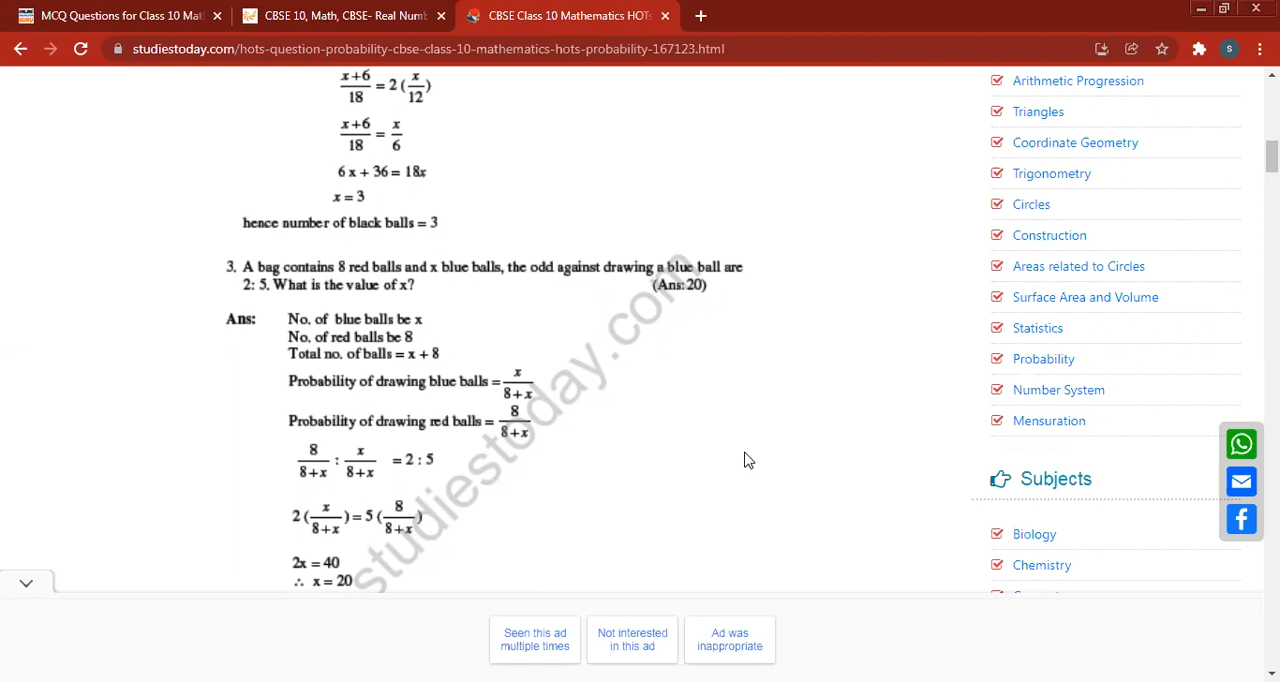 MCQ Questions for Class 10 Mat
CBSE 10, Math, CBSE- Real Numb
CBSE Class 10 Mathematics HOTs
studiestoday.com/hots-question-probability-cbse-class-10-mathematics-hots-probability-167123.html
S
x+6/18 = 2 (x/12)
x+6/18 = x/6
6 x + 36 = 18x
x = 3
hence number of black balls = 3
3. A bag contains 8 red balls and x blue balls, the odd against drawing a blue ball are
2: 5. What is the value of x? (Ans:20)
Ans: No. of blue balls be x
No. of red balls be 8
Total no. of balls = x + 8
Probability of drawing blue balls = x/8+x
Probability of drawing red balls = 8/8+x
8/8+x : x/8+x = 2 : 5
2 (x/8+x) = 5 (8/8+x)
2x = 40
∴ x = 20
studiestoday.com
Arithmetic Progression
Triangles
Coordinate Geometry
Trigonometry
Circles
Construction
Areas related to Circles
Surface Area and Volume
Statistics
Probability
Number System
Mensuration
Subjects
Biology
Chemistry
Seen this ad
multiple times
Not interested
in this ad
Ad was
inappropriate